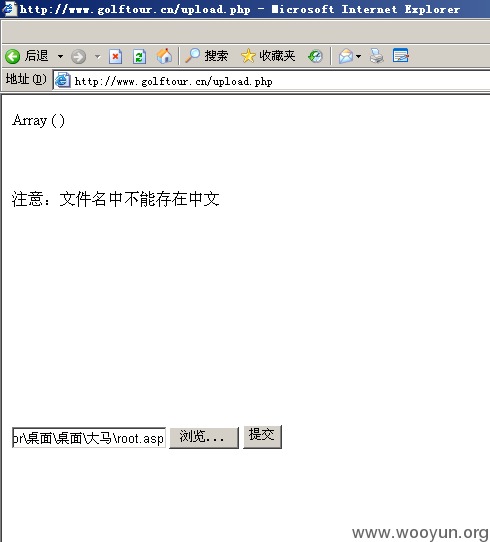 http://www.golftour.cn/upload.php - Microsoft Internet Explorer
后退 搜索 收藏夹
地址(D) http://www.golftour.cn/upload.php
Array ( )
注意：文件名中不能存在中文
or\桌面\桌面\大马\root.asp 浏览... 提交
www.wooyun.org